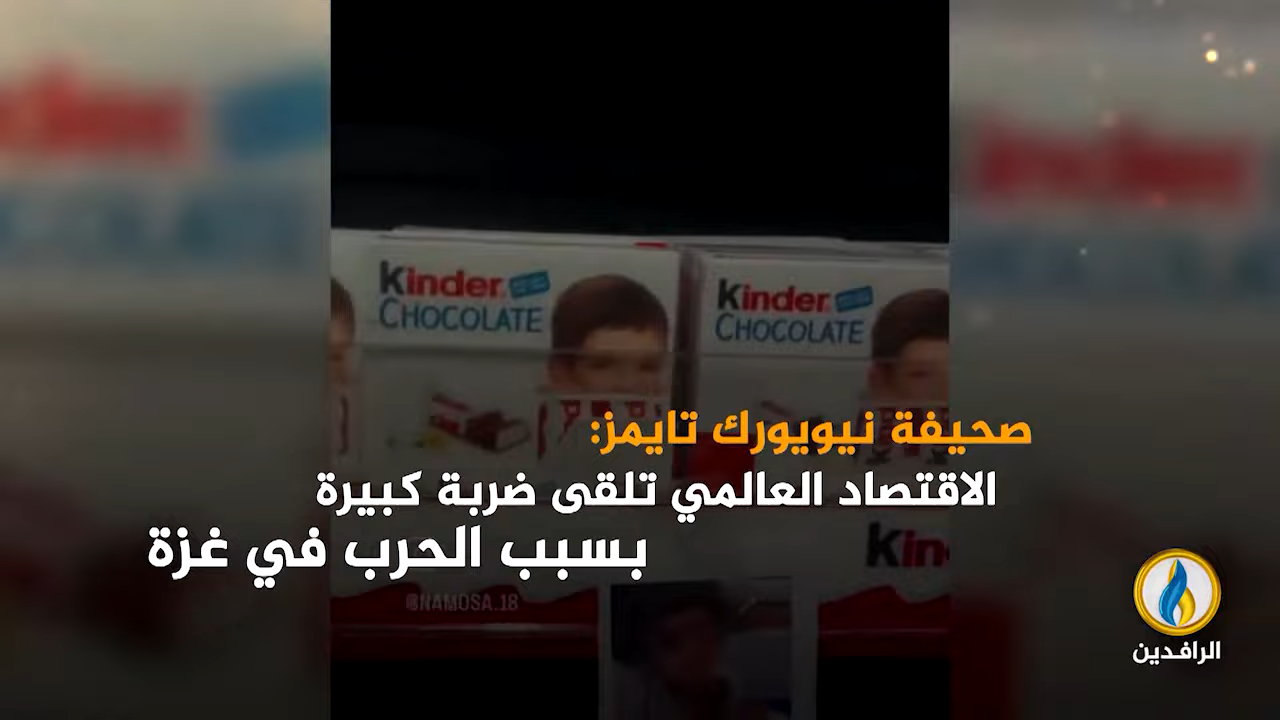 Kinder
CHOCOLATE
Kinder
CHOCOLATE
صحيفة نيويورك تايمز:
الاقتصاد العالمي تلقى ضربة كبيرة
بسبب الحرب في غزة
Kin
@NAMOSA.18
الرافدين